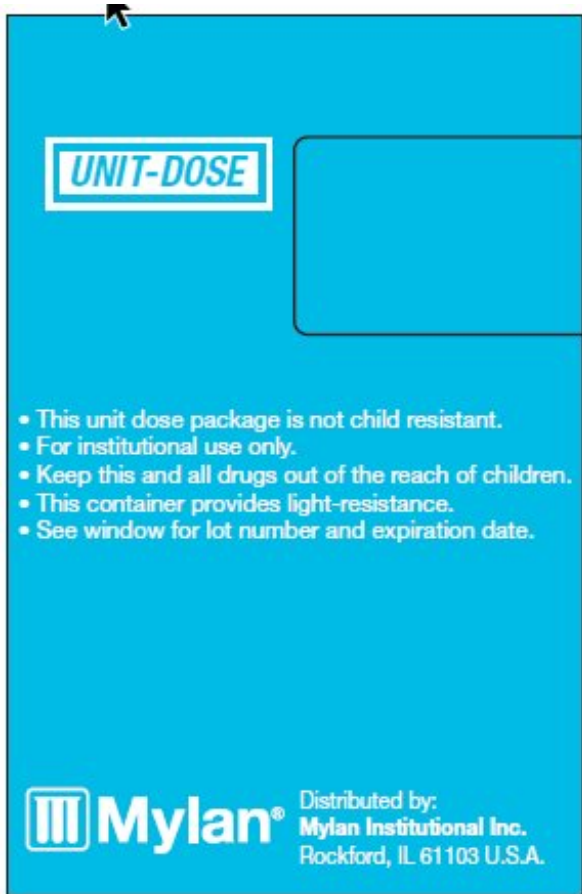 UNIT-DOSE
• This unit dose package is not child resistant.
• For institutional use only.
• Keep this and all drugs out of the reach of children.
• This container provides light-resistance.
• See window for lot number and expiration date.
Mylan®
Distributed by:
Mylan Institutional Inc.
Rockford, IL 61103 U.S.A.